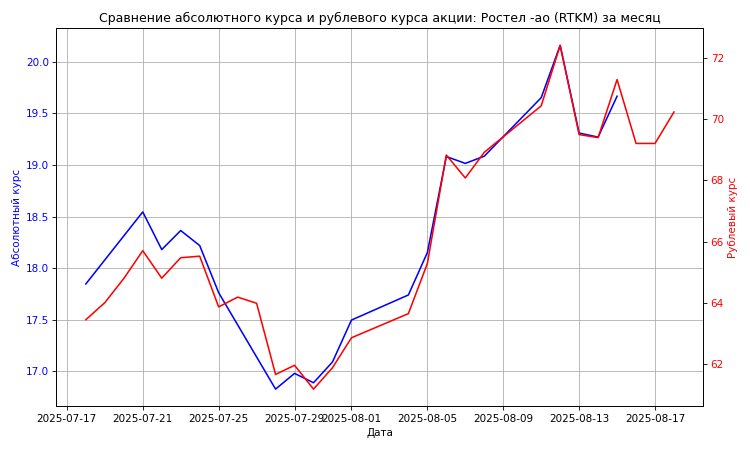 Сравнение абсолютного курса и рублевого курса акции: Ростел -ао (RTKM) за месяц
20.0
19.5
19.0
18.5
18.0
17.5
17.0
Абсолютный курс
72
70
68
66
64
62
Рублевый курс
2025-07-17 2025-07-21 2025-07-25 2025-07-29 2025-08-01 2025-08-05 2025-08-09 2025-08-13 2025-08-17
Дата